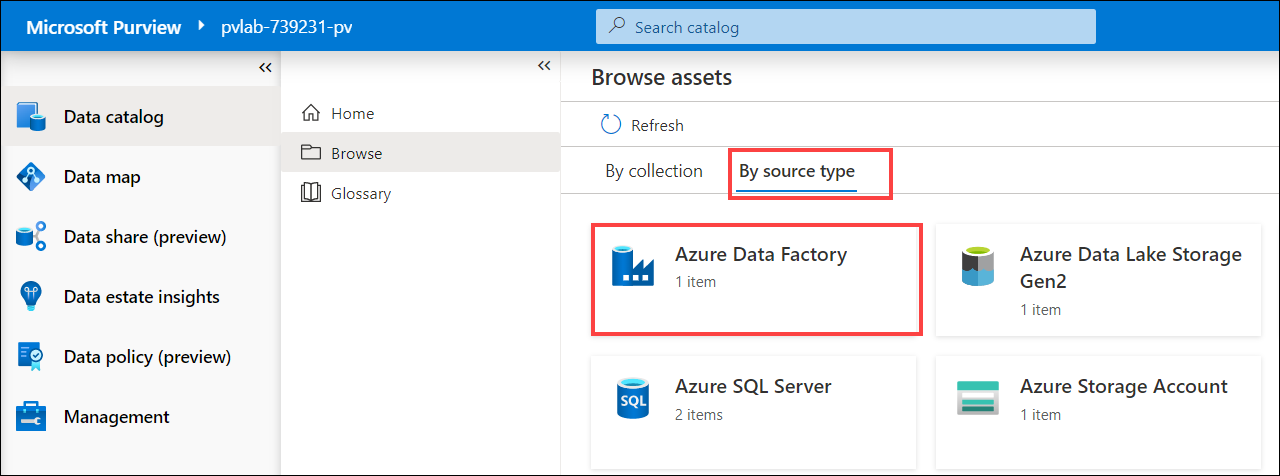 Microsoft Purview
pvlab-739231-pv
Search catalog
Data catalog
Data map
Data share (preview)
Data estate insights
Data policy (preview)
Management
Home
Browse
Glossary
Browse assets
Refresh
By collection
By source type
Azure Data Factory
1 item
Azure Data Lake Storage
Gen2
1 item
SQL
Azure SQL Server
2 items
Azure Storage Account
1 item